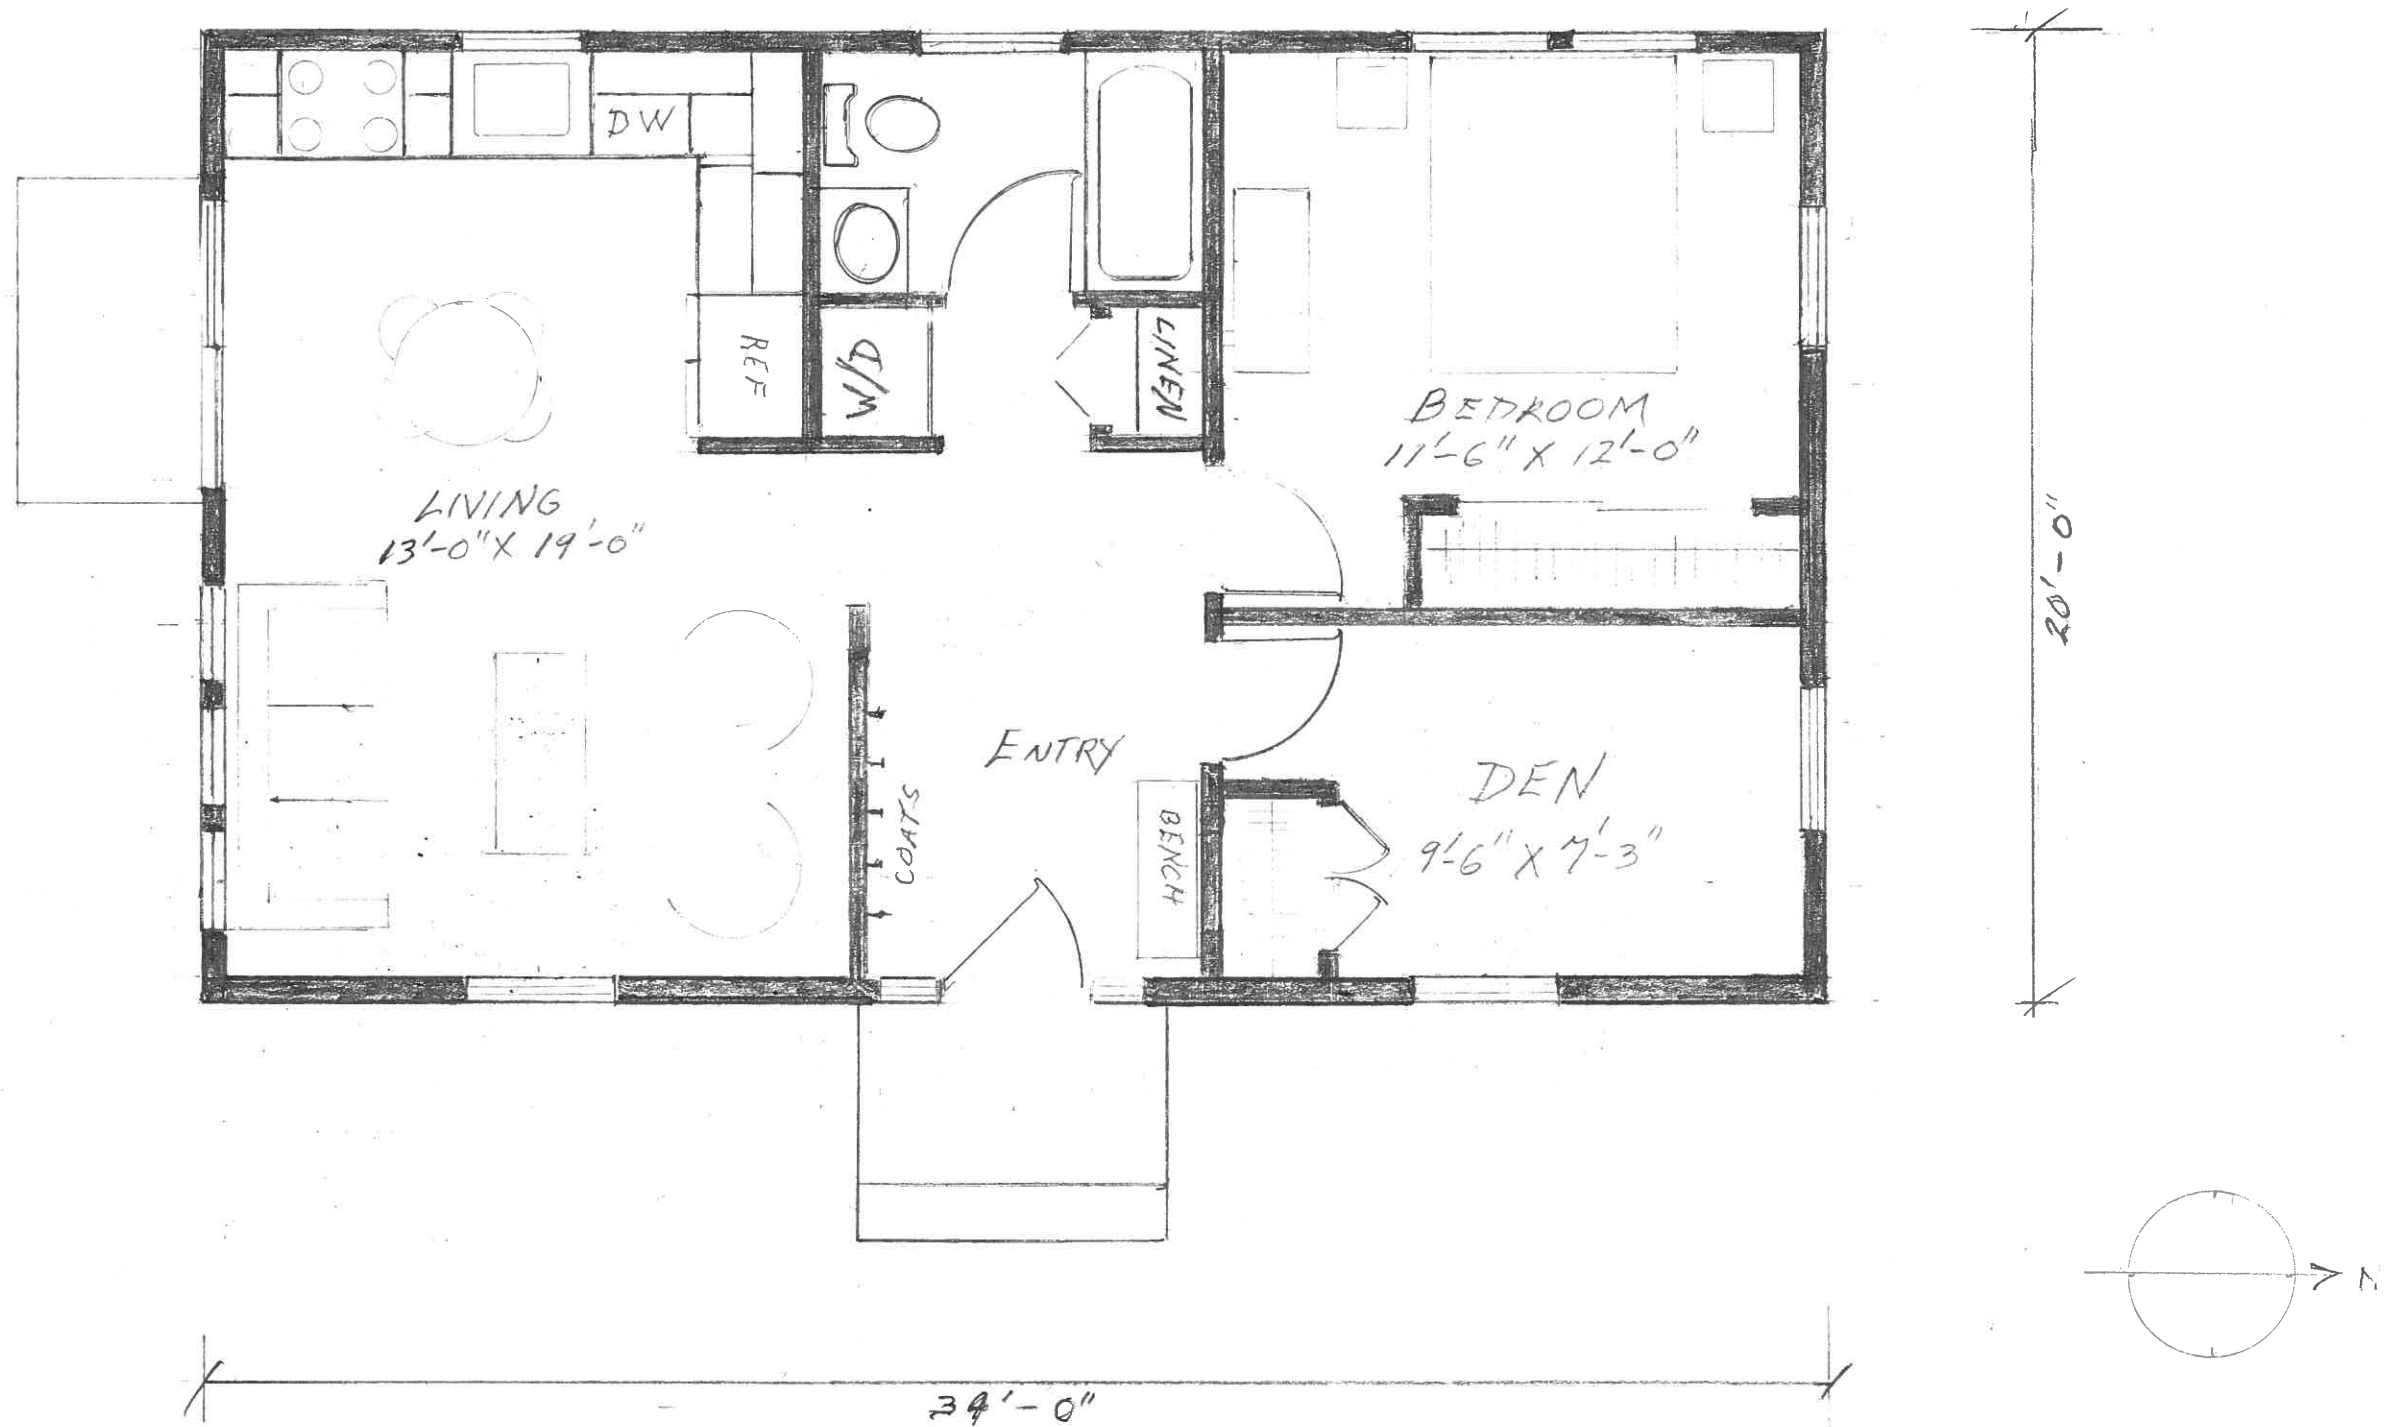 DW
REF
W/D
LINEN
BEDROOM
11'-6" X 12'-0"
LIVING
13'-0" X 19'-0"
20'-0"
ENTRY
COATS
BENCH
DEN
9'-6" X 7'-3"
N
34'-0"